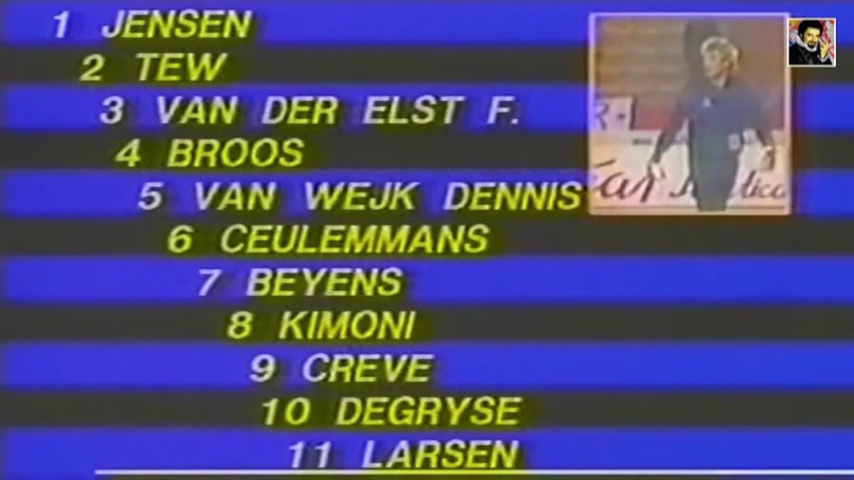 1 JENSEN
2 TEW
3 VAN DER ELST F.
4 BROOS
5 VAN WEJK DENNIS
6 CEULEMMANS
7 BEYENS
8 KIMONI
9 CREVE
10 DEGRYSE
11 LARSEN